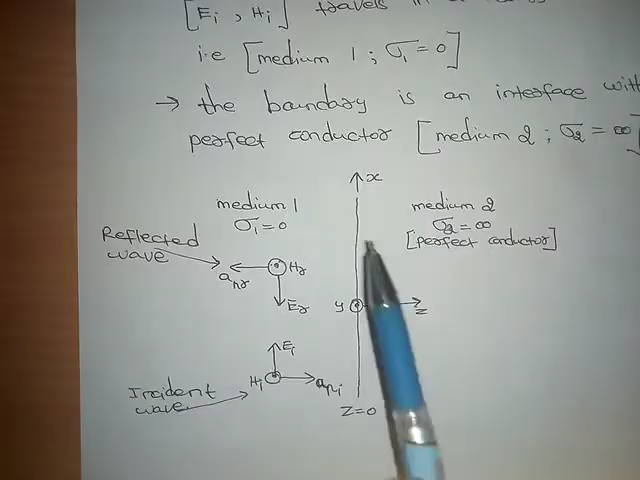 [Ei, Hi] travels in a
i.e [medium 1 ; σ1 = 0]
→ the boundary is an interface with
perfect conductor [medium 2 ; σ2 = ∞]
x
medium 1
σ1 = 0
medium 2
σ2 = ∞
[perfect conductor]
Reflected
wave
Hr
anr
Er
y
z
Ei
Hi
ani
Incident
wave
Z=0